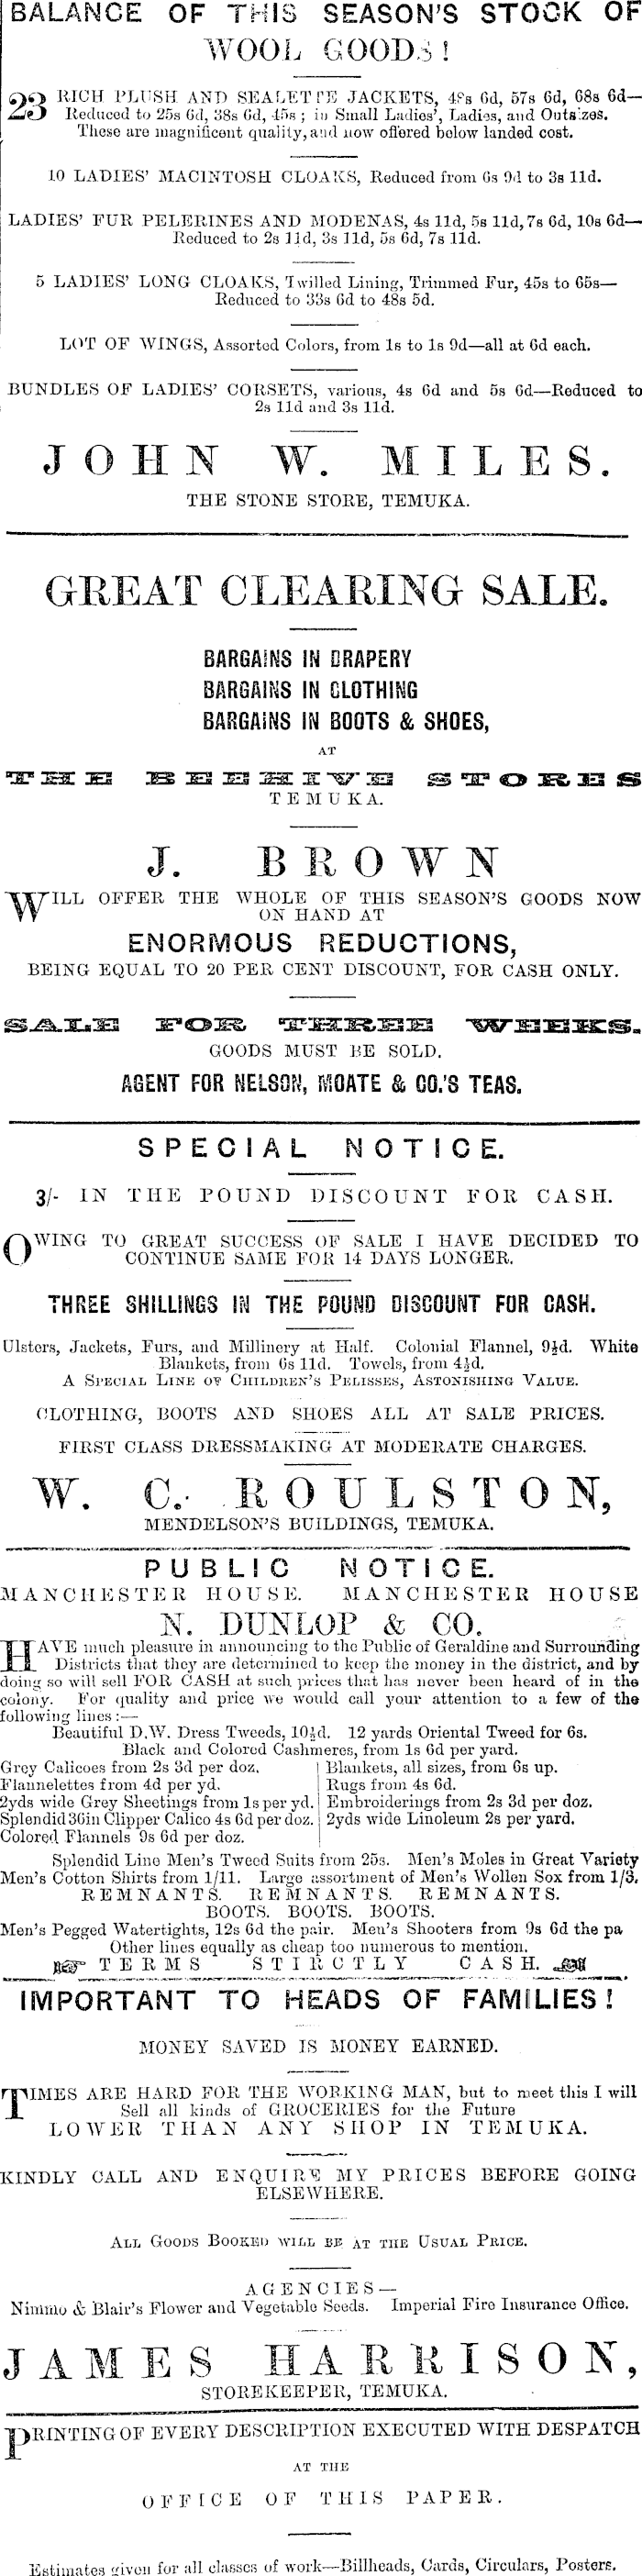 BALANCE OF THIS SEASON'S STOCK OF
WOOL GOODS!
23 RICH PLUSH AND SEALETTE JACKETS, 48s 6d, 57s 6d, 68s 6d—
Reduced to 25s 6d, 38s 6d, 45s; in Small Ladies', Ladies, and Outsizes.
These are magnificent quality, and now offered below landed cost.
10 LADIES' MACINTOSH CLOAKS, Reduced from 6s 9d to 3s 11d.
LADIES' FUR PELERINES AND MODENAS, 4s 11d, 5s 11d, 7s 6d, 10s 6d—
Reduced to 2s 11d, 3s 11d, 5s 6d, 7s 11d.
5 LADIES' LONG CLOAKS, Twilled Lining, Trimmed Fur, 45s to 65s—
Reduced to 33s 6d to 48s 5d.
LOT OF WINGS, Assorted Colors, from 1s to 1s 9d—all at 6d each.
BUNDLES OF LADIES' CORSETS, various, 4s 6d and 5s 6d—Reduced to
2s 11d and 3s 11d.
JOHN W. MILES.
THE STONE STORE, TEMUKA.
GREAT CLEARING SALE.
BARGAINS IN DRAPERY
BARGAINS IN CLOTHING
BARGAINS IN BOOTS & SHOES,
AT
THE BEEHIVE STORES
TEMUKA.
J. BROWN
WILL OFFER THE WHOLE OF THIS SEASON'S GOODS NOW
ON HAND AT
ENORMOUS REDUCTIONS,
BEING EQUAL TO 20 PER CENT DISCOUNT, FOR CASH ONLY.
SALE FOR THREE WEEKS.
GOODS MUST BE SOLD.
AGENT FOR NELSON, MOATE & CO.'S TEAS.
SPECIAL NOTICE.
3/- IN THE POUND DISCOUNT FOR CASH.
OWING TO GREAT SUCCESS OF SALE I HAVE DECIDED TO
CONTINUE SAME FOR 14 DAYS LONGER.
THREE SHILLINGS IN THE POUND DISCOUNT FOR CASH.
Ulsters, Jackets, Furs, and Millinery at Half. Colonial Flannel, 9½d. White
Blankets, from 6s 11d. Towels, from 4½d.
A SPECIAL LINE OF CHILDREN'S PELISSES, ASTONISHING VALUE.
CLOTHING, BOOTS AND SHOES ALL AT SALE PRICES.
FIRST CLASS DRESSMAKING AT MODERATE CHARGES.
W. C. ROULSTON,
MENDELSON'S BUILDINGS, TEMUKA.
PUBLIC NOTICE.
MANCHESTER HOUSE. MANCHESTER HOUSE
N. DUNLOP & CO.
HAVE much pleasure in announcing to the Public of Geraldine and Surrounding
Districts that they are determined to keep the money in the district, and by
doing so will sell FOR CASH at such prices that has never been heard of in the
colony. For quality and price we would call your attention to a few of the
following lines:—
Beautiful D.W. Dress Tweeds, 10½d. 12 yards Oriental Tweed for 6s.
Black and Colored Cashmeres, from 1s 6d per yard.
Grey Calicoes from 2s 3d per doz. Blankets, all sizes, from 6s up.
Flannelettes from 4d per yd. Rugs from 4s 6d.
2yds wide Grey Sheetings from 1s per yd. Embroiderings from 2s 3d per doz.
Splendid 36in Clipper Calico 4s 6d per doz. 2yds wide Linoleum 2s per yard.
Colored Flannels 9s 6d per doz.
Splendid Line Men's Tweed Suits from 25s. Men's Moles in Great Variety
Men's Cotton Shirts from 1/11. Large assortment of Men's Wollen Sox from 1/3.
REMNANTS. REMNANTS. REMNANTS.
BOOTS. BOOTS. BOOTS.
Men's Pegged Watertights, 12s 6d the pair. Men's Shooters from 9s 6d the pa
Other lines equally as cheap too numerous to mention.
TERMS STIRCTLY CASH.
IMPORTANT TO HEADS OF FAMILIES!
MONEY SAVED IS MONEY EARNED.
TIMES ARE HARD FOR THE WORKING MAN, but to meet this I will
Sell all kinds of GROCERIES for the Future
LOWER THAN ANY SHOP IN TEMUKA.
KINDLY CALL AND ENQUIRE MY PRICES BEFORE GOING
ELSEWHERE.
ALL GOODS BOOKED WILL BE AT THE USUAL PRICE.
AGENCIES—
Nimmo & Blair's Flower and Vegetable Seeds. Imperial Fire Insurance Office.
JAMES HARRISON,
STOREKEEPER, TEMUKA.
PRINTING OF EVERY DESCRIPTION EXECUTED WITH DESPATCH
AT THE
OFFICE OF THIS PAPER.
Estimates given for all classes of work—Billheads, Cards, Circulars, Posters.